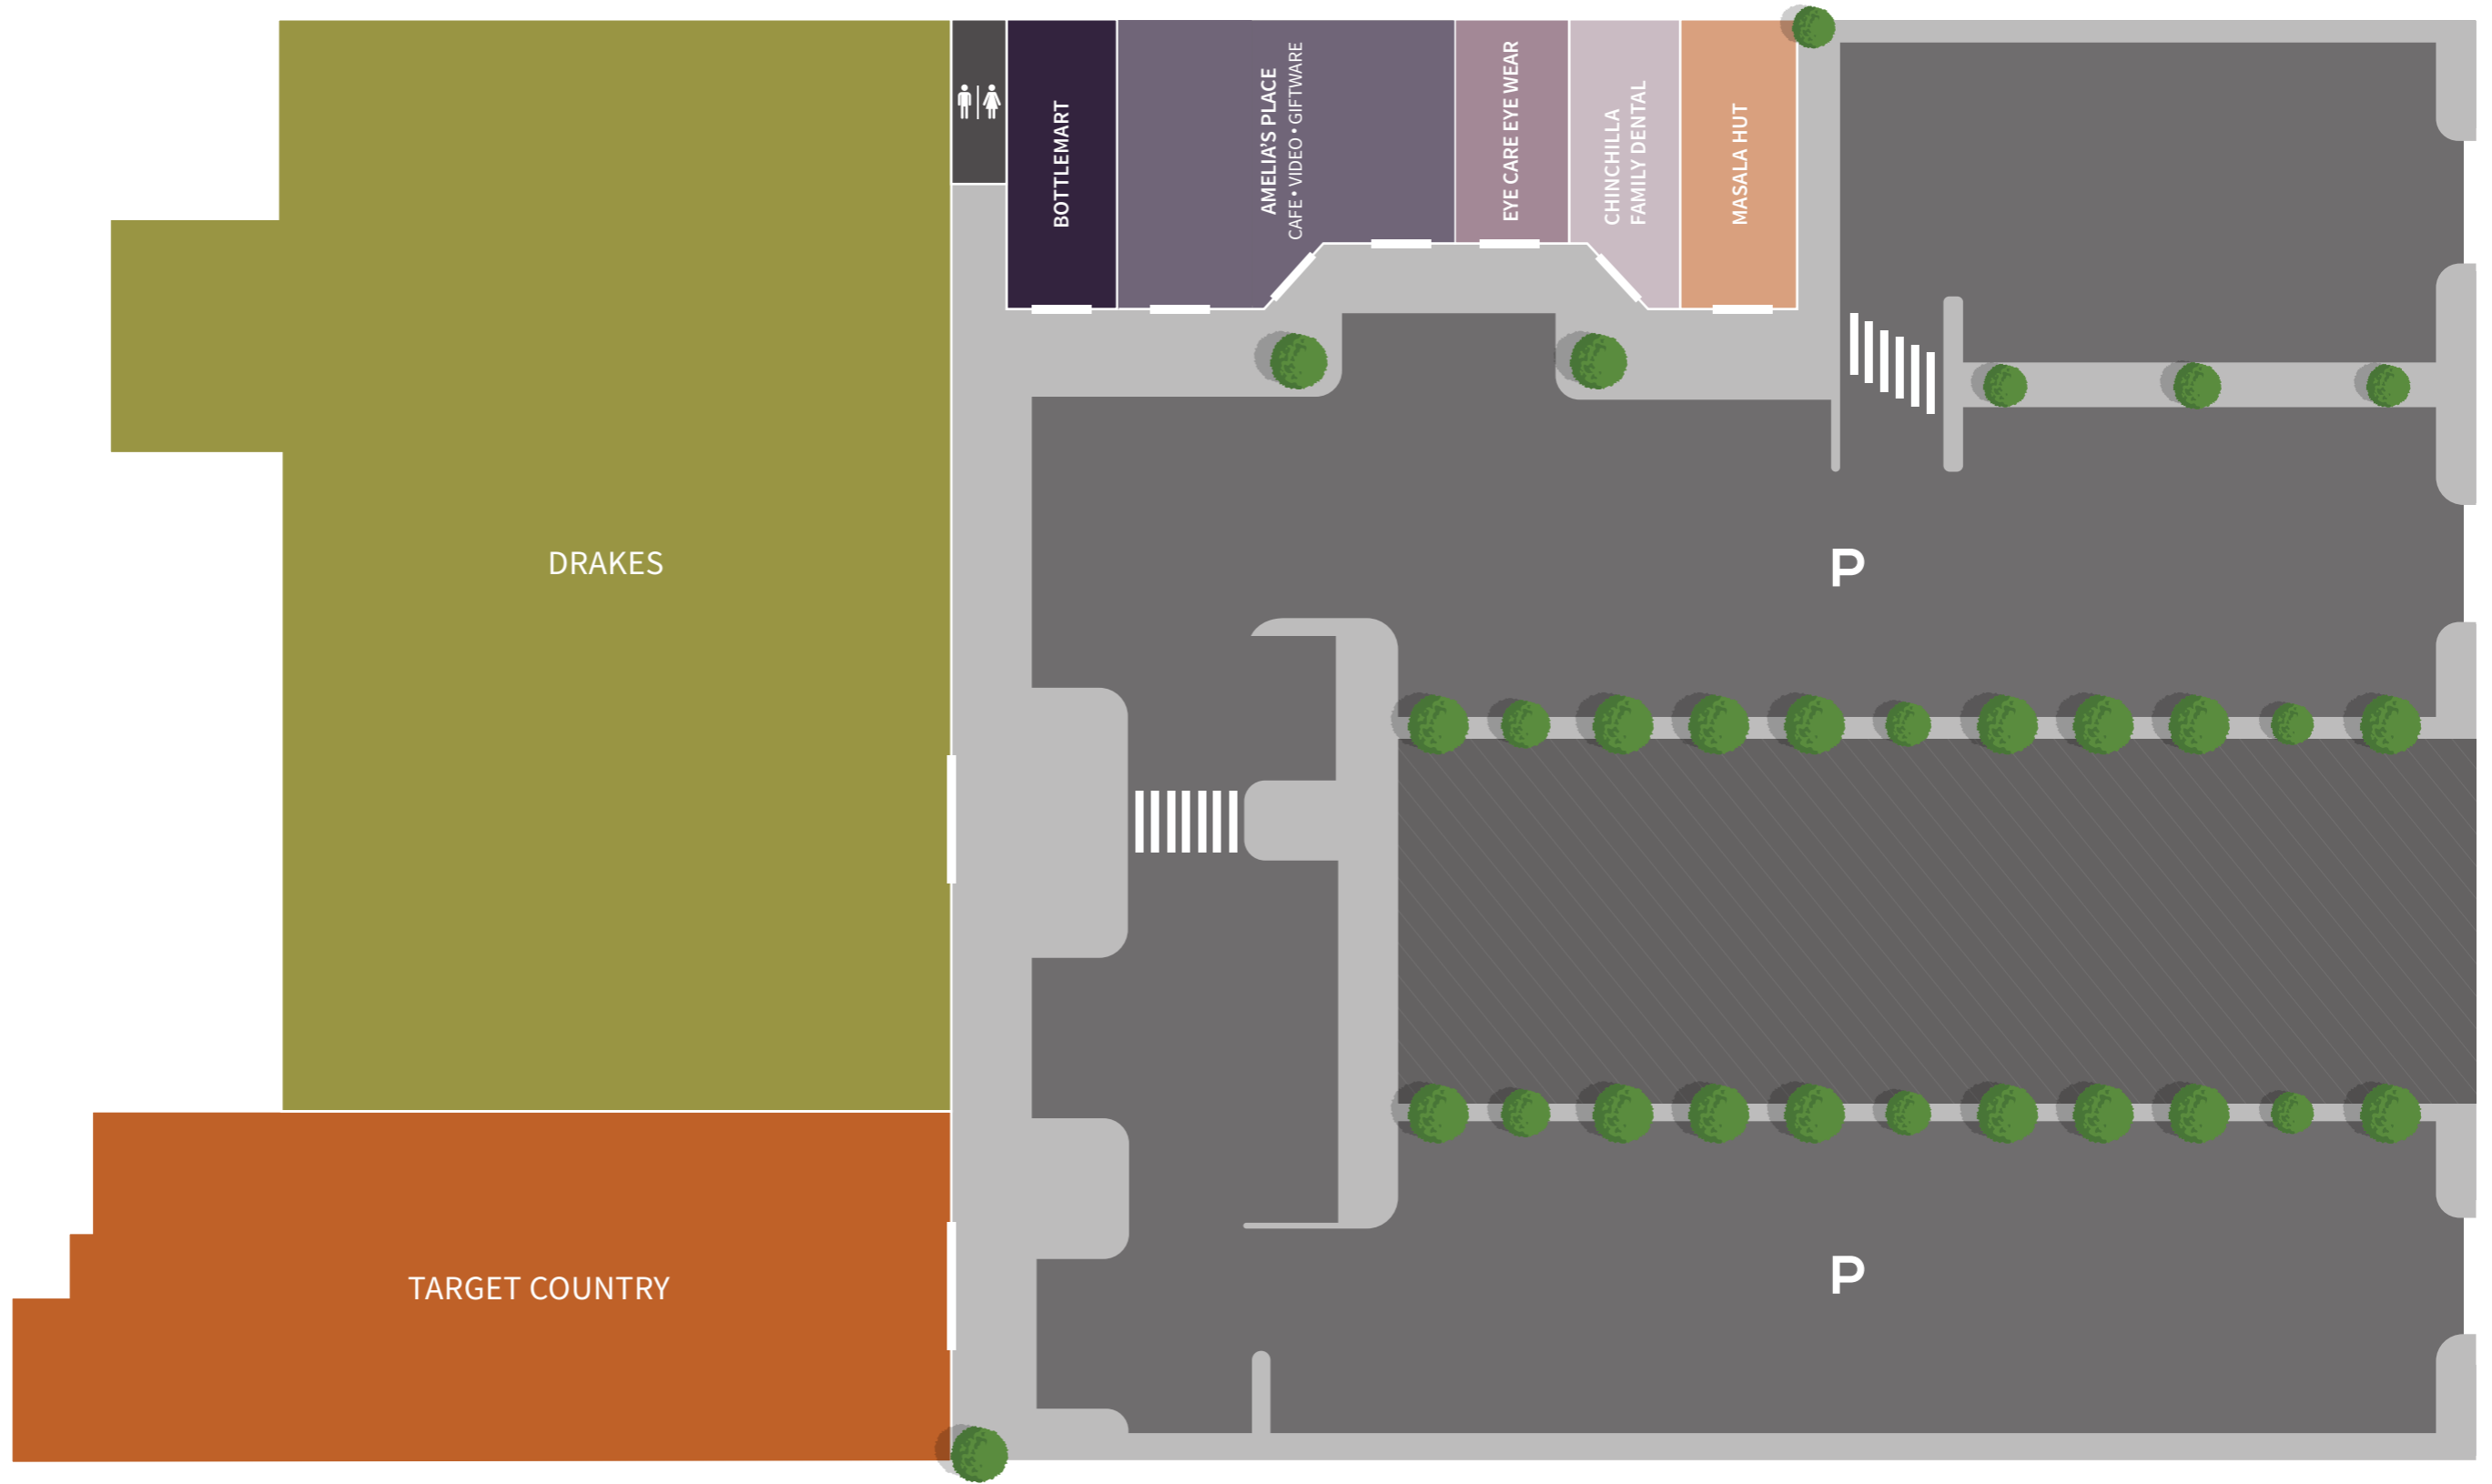 BOTTLEMART
AMELIA'S PLACE
CAFE • VIDEO • GIFTWARE
EYE CARE EYE WEAR
CHINCHILLA
FAMILY DENTAL
MASALA HUT
DRAKES
P
TARGET COUNTRY
P